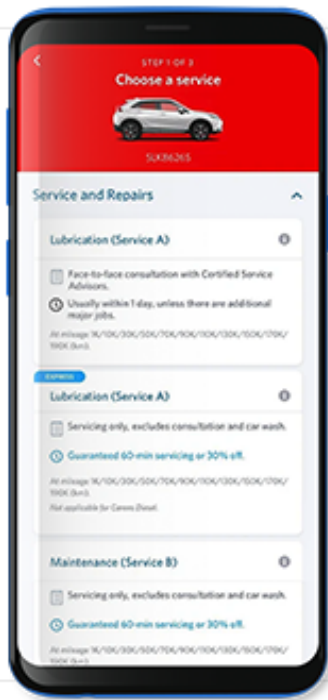 STEP 1 OF 3
Choose a service
Service and Repairs
Lubrication (Service A)
Face-to-face consultation with Certified Service
Advisors.
Usually within 1 day, unless there are additional
major jobs.
At mileage 1K/10K/30K/50K/70K/90K/110K/130K/150K/170K/
190K (km).
EXPRESS
Lubrication (Service A)
Servicing only, excludes consultation and car wash.
Guaranteed 60-min servicing or 30% off.
At mileage 1K/10K/30K/50K/70K/90K/110K/130K/150K/170K/
190K (km).
Not applicable for Diesel.
Maintenance (Service B)
Servicing only, excludes consultation and car wash.
Guaranteed 60-min servicing or 30% off.
At mileage